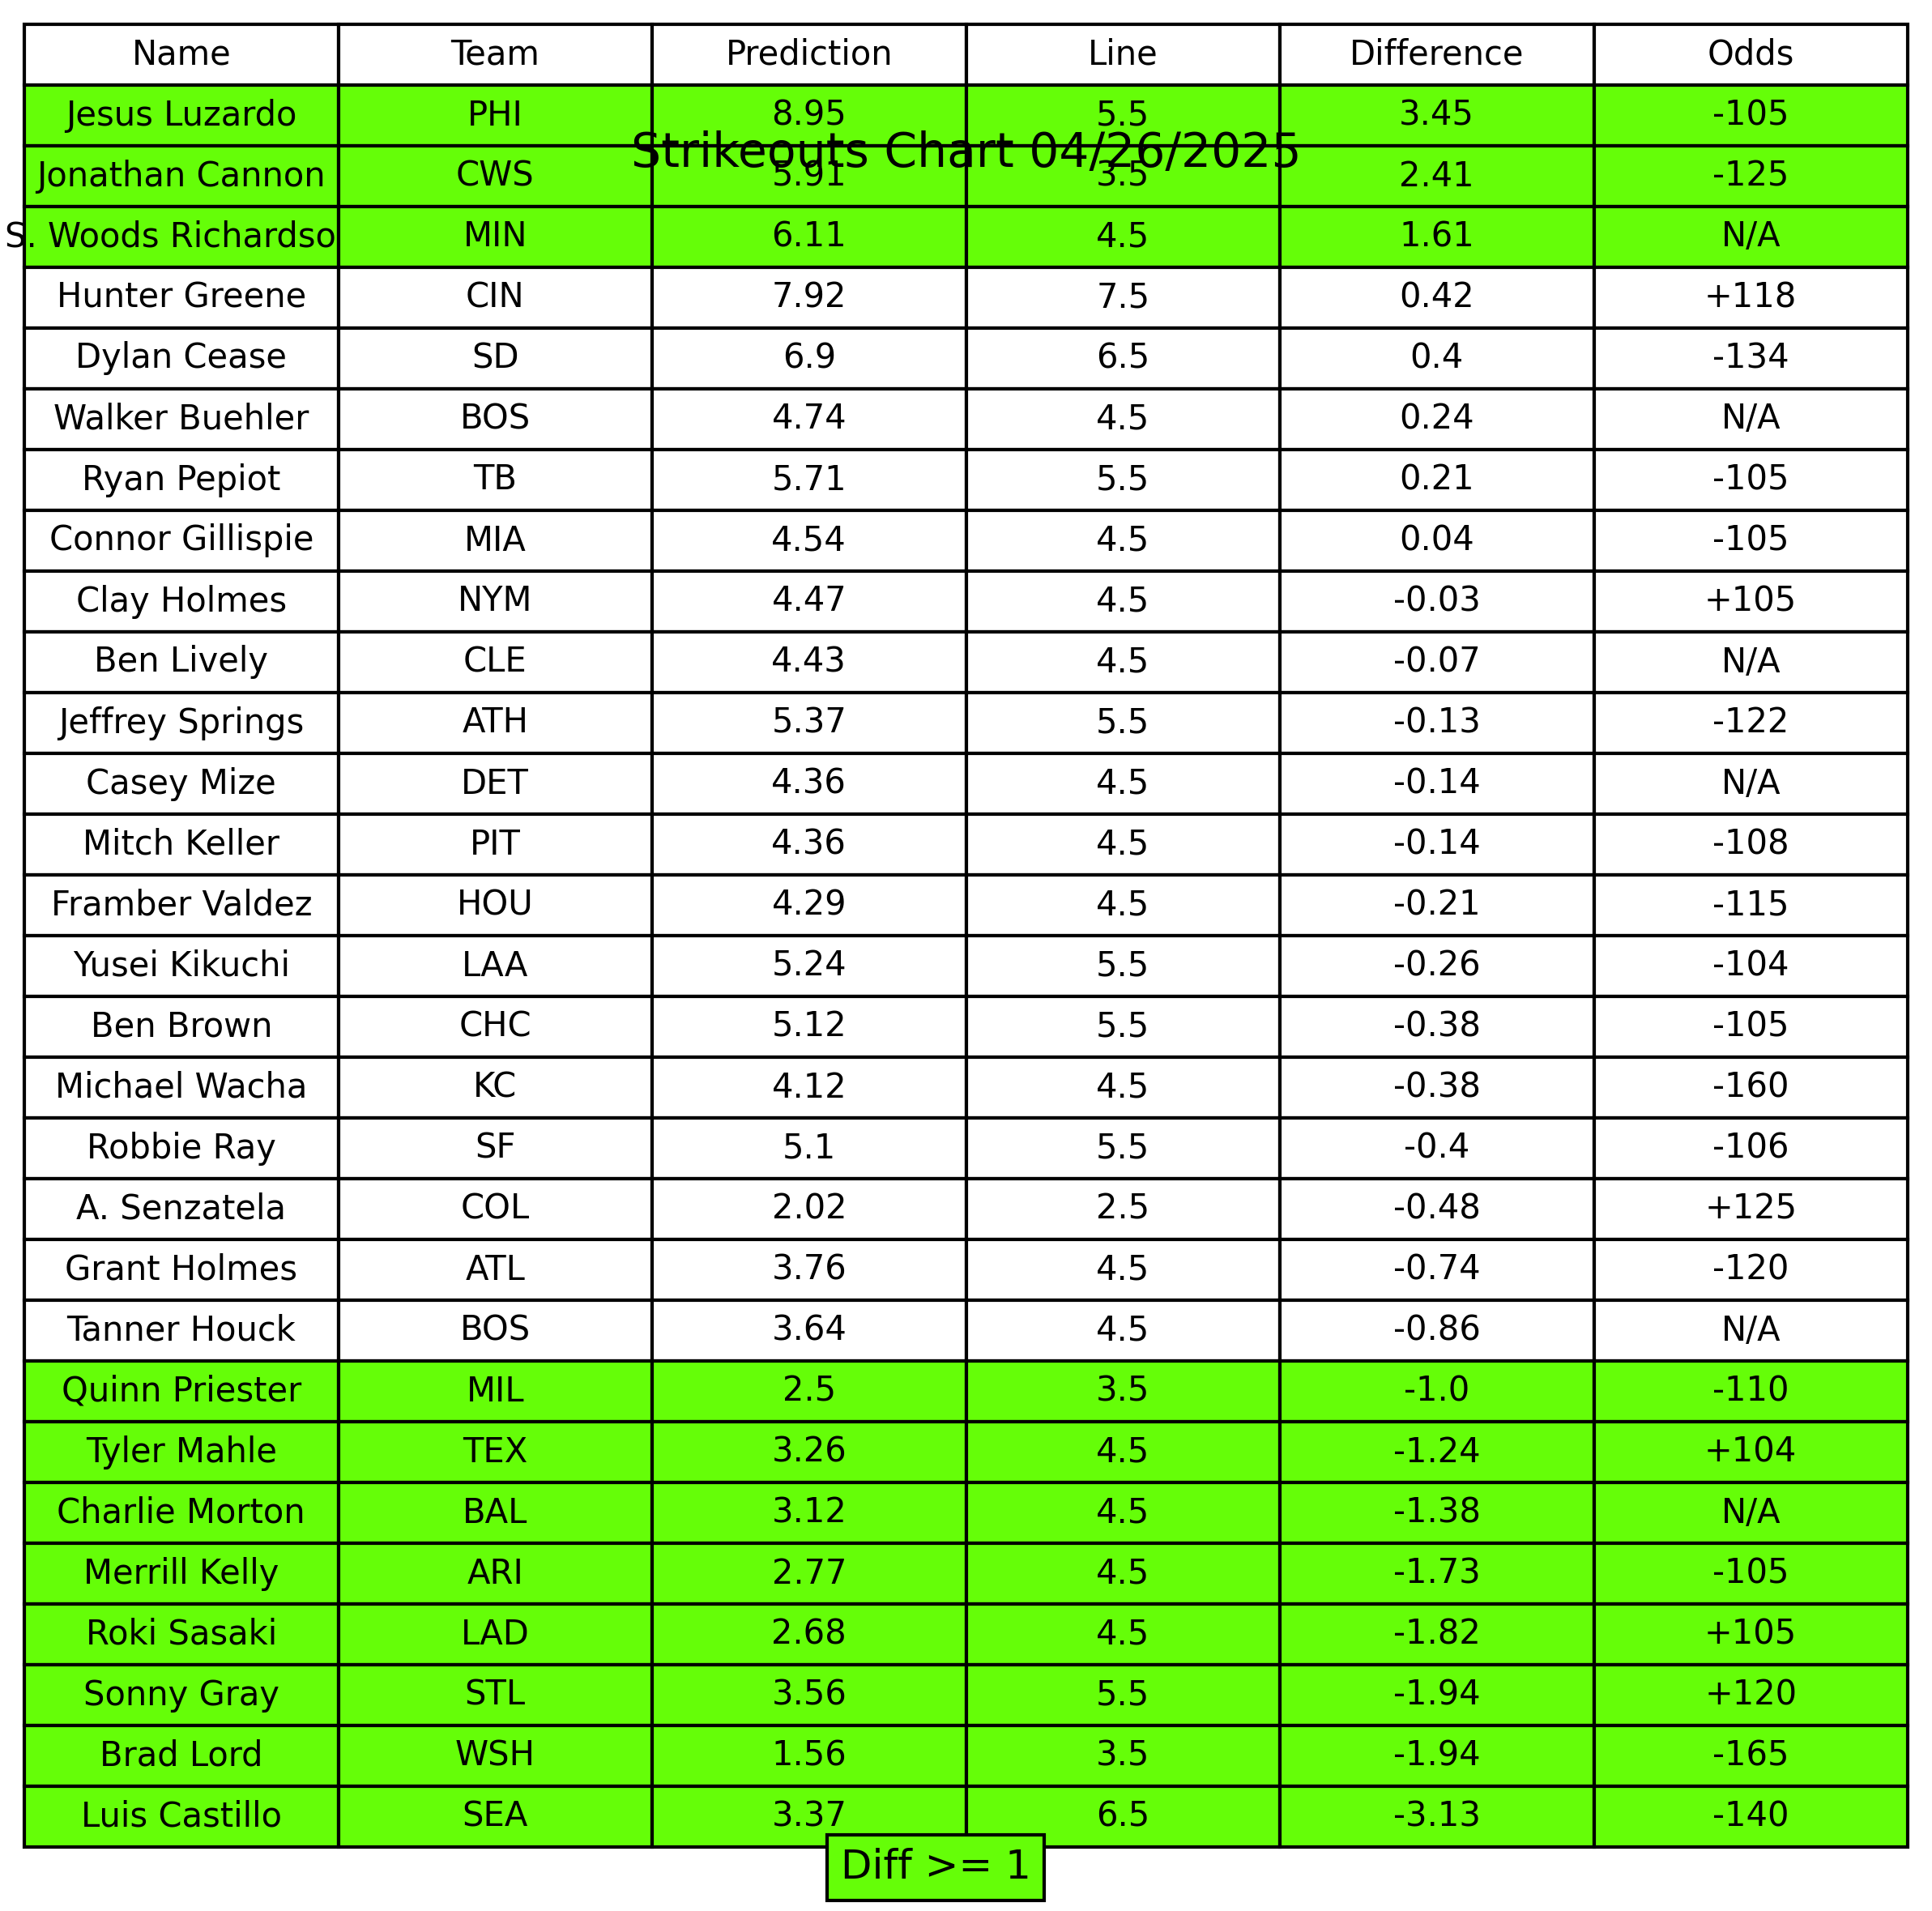 Name Team Prediction Line Difference Odds
Jesus Luzardo PHI 8.95 5.5 3.45 -105
Strikeouts Chart 04/26/2025
Jonathan Cannon CWS 5.91 3.5 2.41 -125
S. Woods Richardso MIN 6.11 4.5 1.61 N/A
Hunter Greene CIN 7.92 7.5 0.42 +118
Dylan Cease SD 6.9 6.5 0.4 -134
Walker Buehler BOS 4.74 4.5 0.24 N/A
Ryan Pepiot TB 5.71 5.5 0.21 -105
Connor Gillispie MIA 4.54 4.5 0.04 -105
Clay Holmes NYM 4.47 4.5 -0.03 +105
Ben Lively CLE 4.43 4.5 -0.07 N/A
Jeffrey Springs ATH 5.37 5.5 -0.13 -122
Casey Mize DET 4.36 4.5 -0.14 N/A
Mitch Keller PIT 4.36 4.5 -0.14 -108
Framber Valdez HOU 4.29 4.5 -0.21 -115
Yusei Kikuchi LAA 5.24 5.5 -0.26 -104
Ben Brown CHC 5.12 5.5 -0.38 -105
Michael Wacha KC 4.12 4.5 -0.38 -160
Robbie Ray SF 5.1 5.5 -0.4 -106
A. Senzatela COL 2.02 2.5 -0.48 +125
Grant Holmes ATL 3.76 4.5 -0.74 -120
Tanner Houck BOS 3.64 4.5 -0.86 N/A
Quinn Priester MIL 2.5 3.5 -1.0 -110
Tyler Mahle TEX 3.26 4.5 -1.24 +104
Charlie Morton BAL 3.12 4.5 -1.38 N/A
Merrill Kelly ARI 2.77 4.5 -1.73 -105
Roki Sasaki LAD 2.68 4.5 -1.82 +105
Sonny Gray STL 3.56 5.5 -1.94 +120
Brad Lord WSH 1.56 3.5 -1.94 -165
Luis Castillo SEA 3.37 6.5 -3.13 -140
Diff >= 1